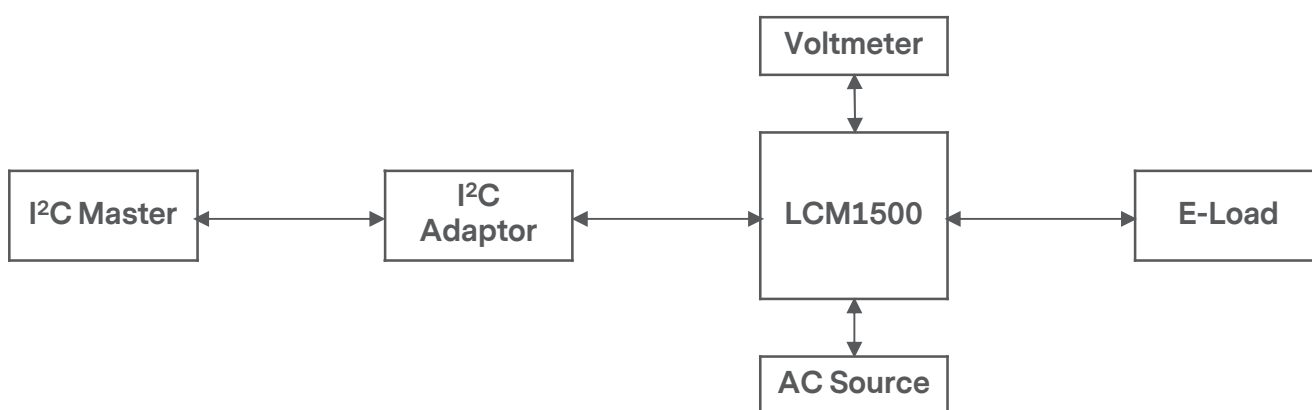 Voltmeter
I²C Master
I²C
Adaptor
LCM1500
E-Load
AC Source